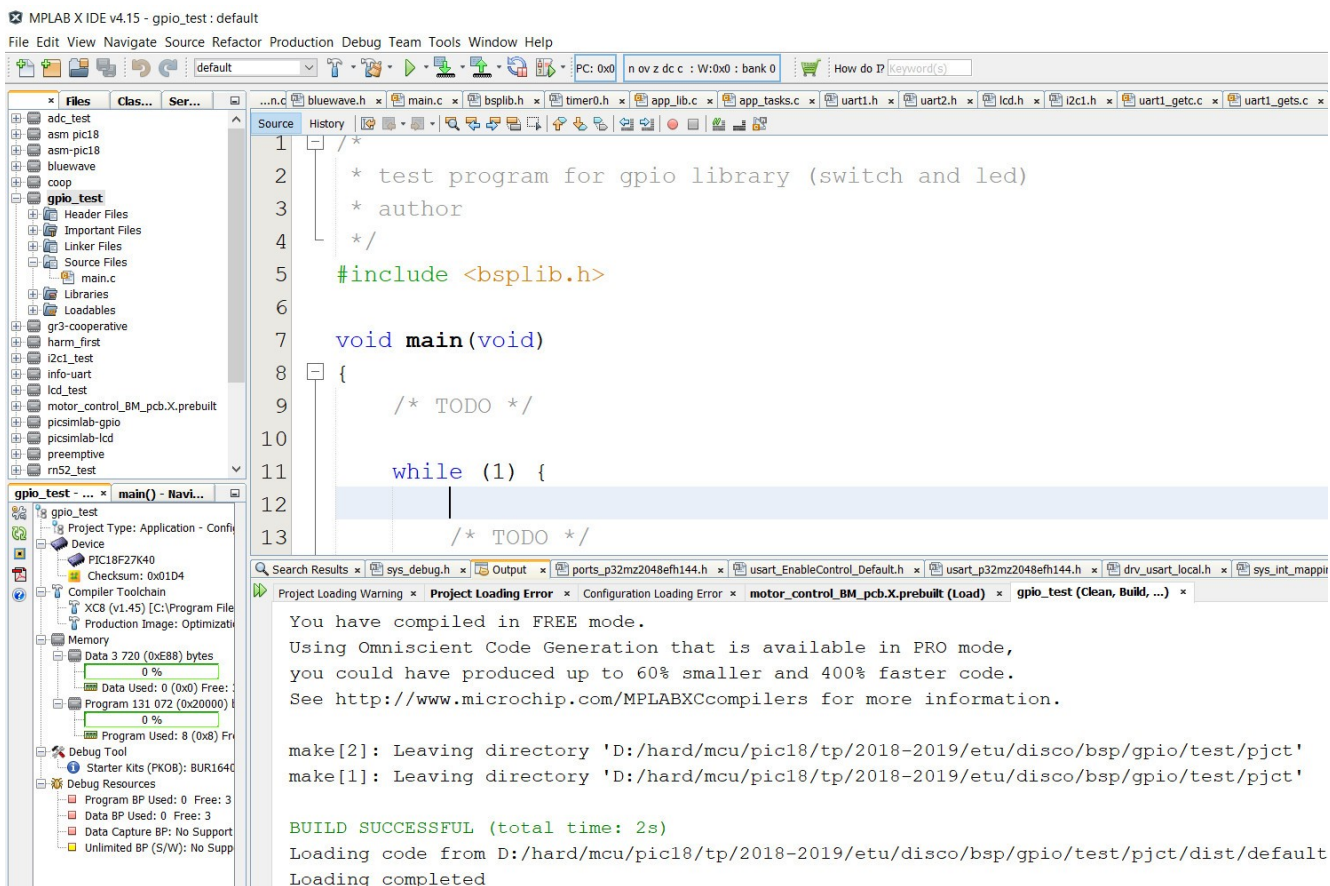 MPLAB X IDE v4.15 - gpio_test : default
File Edit View Navigate Source Refactor Production Debug Team Tools Window Help
default PC: 0x0 n ov z dc c : W:0x0 : bank 0 How do I? Keyword(s)
Files Clas... Ser...
adc_test
asm pic18
asm-pic18
bluewave
coop
gpio_test
Header Files
Important Files
Linker Files
Source Files
main.c
Libraries
Loadables
gr3-cooperative
harm_first
i2c1_test
info-uart
lcd_test
motor_control_BM_pcb.X.prebuilt
picsimlab-gpio
picsimlab-lcd
preemptive
rn52_test
gpio_test - ... main() - Navi...
gpio_test
Project Type: Application - Config
Device
PIC18F27K40
Checksum: 0x01D4
Compiler Toolchain
XC8 (v1.45) [C:\Program File
Production Image: Optimizati
Memory
Data 3 720 (0xE88) bytes
0 %
Data Used: 0 (0x0) Free:
Program 131 072 (0x20000)
0 %
Program Used: 8 (0x8) Fr
Debug Tool
Starter Kits (PKOB): BUR1640
Debug Resources
Program BP Used: 0 Free: 3
Data BP Used: 0 Free: 3
Data Capture BP: No Support
Unlimited BP (S/W): No Supp
...n.c bluewave.h main.c bsplib.h timer0.h app_lib.c app_tasks.c uart1.h uart2.h lcd.h i2c1.h uart1_getc.c uart1_gets.c
Source History
1 /*
2 * test program for gpio library (switch and led)
3 * author
4 */
5 #include <bsplib.h>
6
7 void main(void)
8 {
9 /* TODO */
10
11 while (1) {
12
13 /* TODO */
Search Results sys_debug.h Output ports_p32mz2048efh144.h usart_EnableControl_Default.h usart_p32mz2048efh144.h drv_usart_local.h sys_int_mappin
Project Loading Warning Project Loading Error Configuration Loading Error motor_control_BM_pcb.X.prebuilt (Load) gpio_test (Clean, Build, ...)
You have compiled in FREE mode.
Using Omniscient Code Generation that is available in PRO mode,
you could have produced up to 60% smaller and 400% faster code.
See http://www.microchip.com/MPLABXCcompilers for more information.
make[2]: Leaving directory 'D:/hard/mcu/pic18/tp/2018-2019/etu/disco/bsp/gpio/test/pjct'
make[1]: Leaving directory 'D:/hard/mcu/pic18/tp/2018-2019/etu/disco/bsp/gpio/test/pjct'
BUILD SUCCESSFUL (total time: 2s)
Loading code from D:/hard/mcu/pic18/tp/2018-2019/etu/disco/bsp/gpio/test/pjct/dist/default
Loading completed